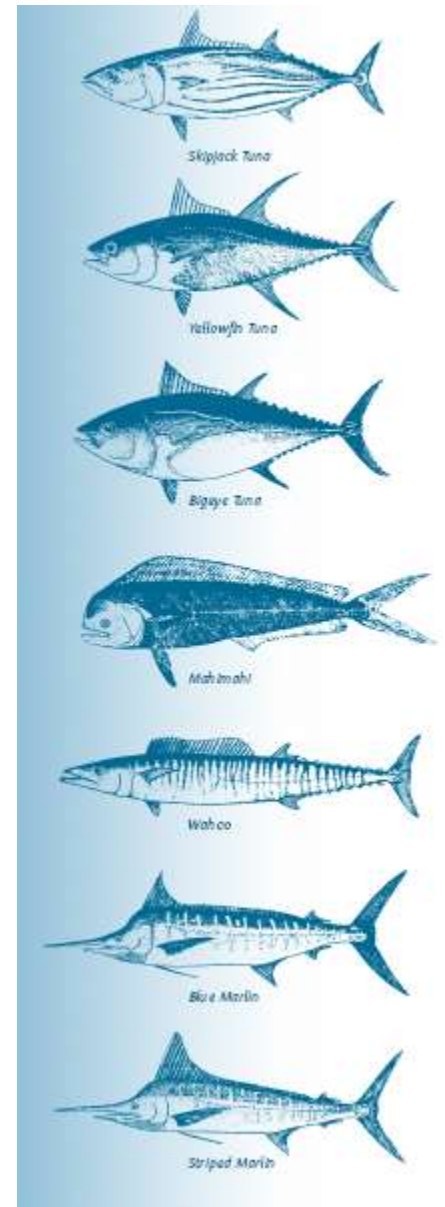 Skipjack Tuna
Yellowfin Tuna
Bigeye Tuna
Mahimahi
Wahoo
Blue Marlin
Striped Marlin